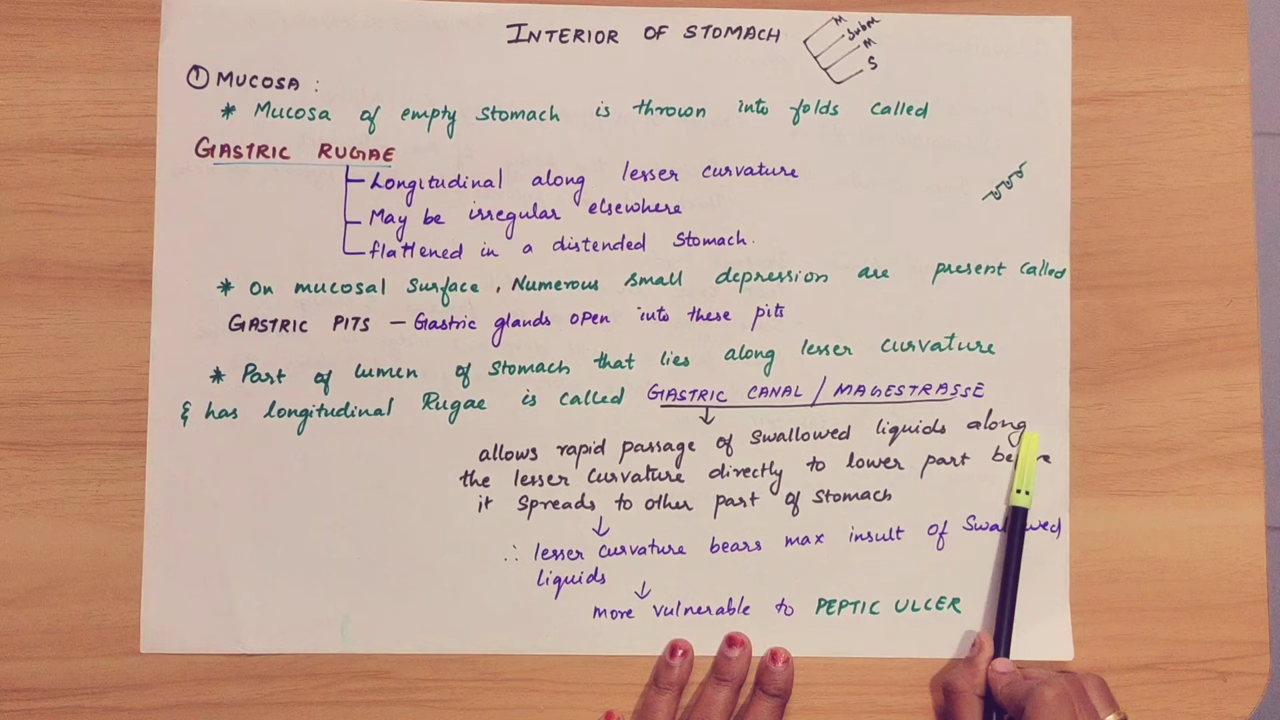 INTERIOR OF STOMACH
M
SubM
M
S
① MUCOSA :
* Mucosa of empty stomach is thrown into folds called
GASTRIC RUGAE
Longitudinal along lesser curvature
May be irregular elsewhere
flattened in a distended stomach.
* On mucosal surface, Numerous small depression are present called
GASTRIC PITS – Gastric glands open into these pits
* Part of lumen of stomach that lies along lesser curvature
& has longitudinal Rugae is called GASTRIC CANAL / MAGESTRASSE
↓
allows rapid passage of swallowed liquids along
the lesser curvature directly to lower part
it spreads to other part of stomach
↓
∴ lesser curvature bears max insult of
liquids
↓
more vulnerable to PEPTIC ULCER